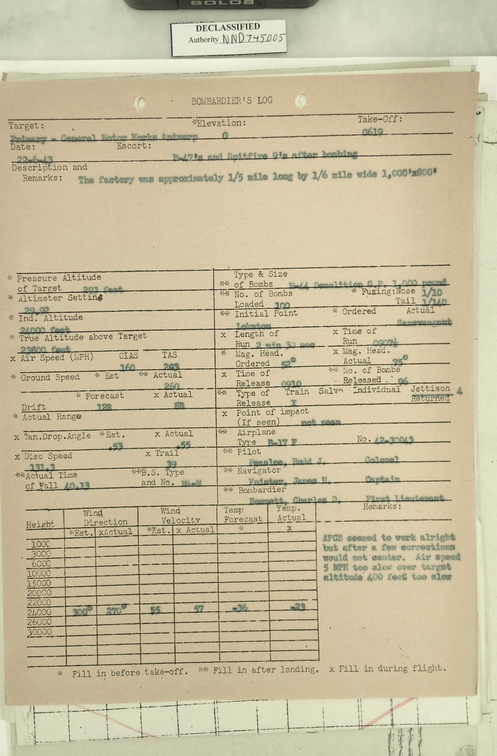 DECLASSIFIED
Authority NND745005
BOMBARDIER'S LOG
Target: *Elevation: Take-Off:
Primary - General Motor Works Antwerp 0 0619
Date: Escort:
22-6-43 P-47's and Spitfire 9's after bombing
Description and
Remarks: The factory was approximately 1/5 mile long by 1/6 mile wide 1,000'x800'
* Pressure Altitude
of Target 293 feet
* Altimeter Setting
29.92
* Ind. Altitude
24000 feet
* True Altitude above Target
23800 feet
x Air Speed (MPH) CIAS TAS
160 293
* Ground Speed * Est ** Actual
260
* Forecast x Actual
Drift 12R 8R
* Actual Range
x Tan.Drop.Angle *Est. x Actual
.53 .55
x Disc Speed x Trail
131.3 39
**Actual Time **B.S. Type
of Fall 40.13 and No.
Type & Size
** of Bombs M-44 Demolition G.P. 1,000 pound
** No. of Bombs * Fuzing:Nose 1/10
Loaded 100 Tail 1/140
** Initial Point * Ordered Actual
Lokeren
x Length of x Time of
Run 2 min 30 sec Run 0907½
* Mag. Head. x Mag. Head.
Ordered 52° Actual 75°
x Time of ** No. of Bombs
Release 0910 Released 96
** Type of Train Salvo Individual Jettison 4
Release x Returned
x Point of impact
(If seen) not seen
** Airplane
Type B-17 F No. 42-30043
** Pilot
Peaslee, Budd J. Colonel
** Navigator
James H. Captain
** Bombardier
Bennett, Charles D. First Lieutenant
Wind Wind Temp Temp. Remarks:
Direction Velocity Forecast Actual
Height *Est. xActual *Est. x Actual * x
1000
3000
6000
10000
15000
20000
22000
24000 300° 270° 55 57 -36 -23
26000
30000
AFCE seemed to work alright
but after a few corrections
would not center. Air speed
5 MPH too slow over target
altitude 400 feet too slow
* Fill in before take-off. ** Fill in after landing. x Fill in during flight.